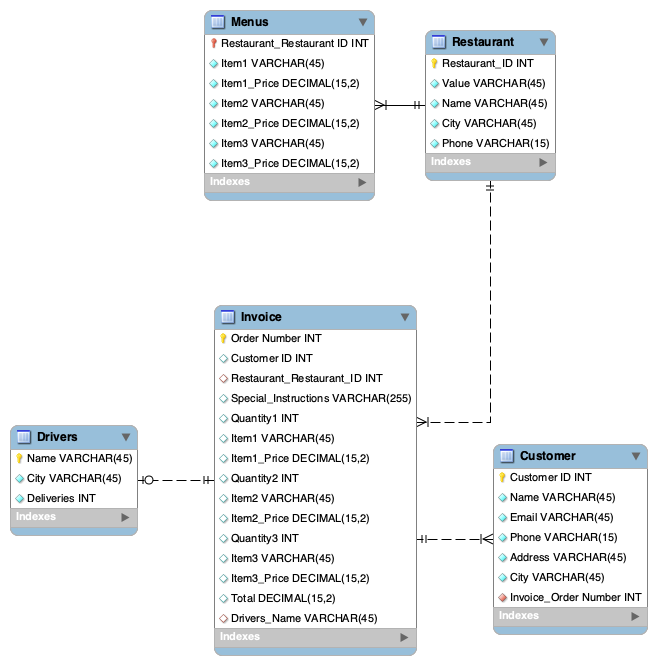 Menus
Restaurant_Restaurant ID INT
Item1 VARCHAR(45)
Item1_Price DECIMAL(15,2)
Item2 VARCHAR(45)
Item2_Price DECIMAL(15,2)
Item3 VARCHAR(45)
Item3_Price DECIMAL(15,2)
Indexes
Restaurant
Restaurant_ID INT
Value VARCHAR(45)
Name VARCHAR(45)
City VARCHAR(45)
Phone VARCHAR(15)
Indexes
Invoice
Order Number INT
Customer ID INT
Restaurant_Restaurant_ID INT
Special_Instructions VARCHAR(255)
Quantity1 INT
Item1 VARCHAR(45)
Item1_Price DECIMAL(15,2)
Quantity2 INT
Item2 VARCHAR(45)
Item2_Price DECIMAL(15,2)
Quantity3 INT
Item3 VARCHAR(45)
Item3_Price DECIMAL(15,2)
Total DECIMAL(15,2)
Drivers_Name VARCHAR(45)
Indexes
Drivers
Name VARCHAR(45)
City VARCHAR(45)
Deliveries INT
Indexes
Customer
Customer ID INT
Name VARCHAR(45)
Email VARCHAR(45)
Phone VARCHAR(15)
Address VARCHAR(45)
City VARCHAR(45)
Invoice_Order Number INT
Indexes